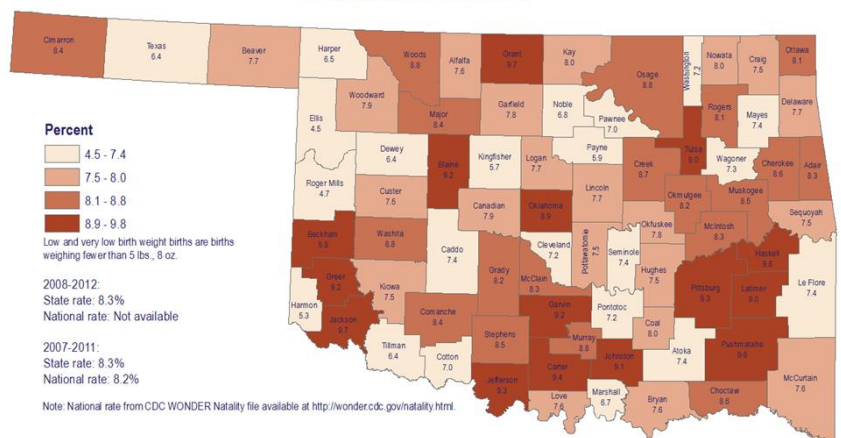 Cimarron
8.4
Texas
6.4
Beaver
7.7
Harper
6.5
Woods
8.8
Alfalfa
7.6
Grant
9.7
Kay
8.0
Osage
8.8
Washington
7.2
Nowata
8.0
Craig
7.5
Ottawa
8.1
Ellis
4.5
Woodward
7.9
Major
8.4
Garfield
7.8
Noble
6.8
Pawnee
7.0
Rogers
8.1
Mayes
7.4
Delaware
7.7
Percent
4.5 - 7.4
7.5 - 8.0
8.1 - 8.8
8.9 - 9.8
Low and very low birth weight births are births
weighing fewer than 5 lbs., 8 oz.
Dewey
6.4
Blaine
9.2
Kingfisher
5.7
Logan
7.7
Payne
5.9
Creek
8.7
Tulsa
9.0
Wagoner
7.3
Cherokee
8.6
Adair
8.3
Roger Mills
4.7
Custer
7.5
Canadian
7.9
Oklahoma
8.9
Lincoln
7.7
Okmulgee
8.2
Muskogee
8.5
Sequoyah
7.5
Beckham
Washita
8.8
Caddo
7.4
Grady
8.2
Cleveland
7.2
McClain
8.3
Pottawatomie
7.5
Seminole
7.4
Okfuskee
7.8
McIntosh
8.3
Haskell
Hughes
7.5
Pittsburg
9.3
Latimer
9.0
Le Flore
7.4
2008-2012:
State rate: 8.3%
National rate: Not available
2007-2011:
State rate: 8.3%
National rate: 8.2%
Greer
9.2
Harmon
5.3
Jackson
9.7
Kiowa
7.5
Comanche
8.4
Tillman
6.4
Cotton
7.0
Stephens
8.5
Jefferson
9.3
Garvin
9.2
Murray
8.8
Carter
9.4
Love
7.6
Pontotoc
7.2
Johnston
9.1
Marshall
6.7
Coal
8.0
Atoka
7.4
Bryan
7.6
Pushmataha
Choctaw
8.6
McCurtain
7.6
Note: National rate from CDC WONDER Natality file available at http://wonder.cdc.gov/natality.html.